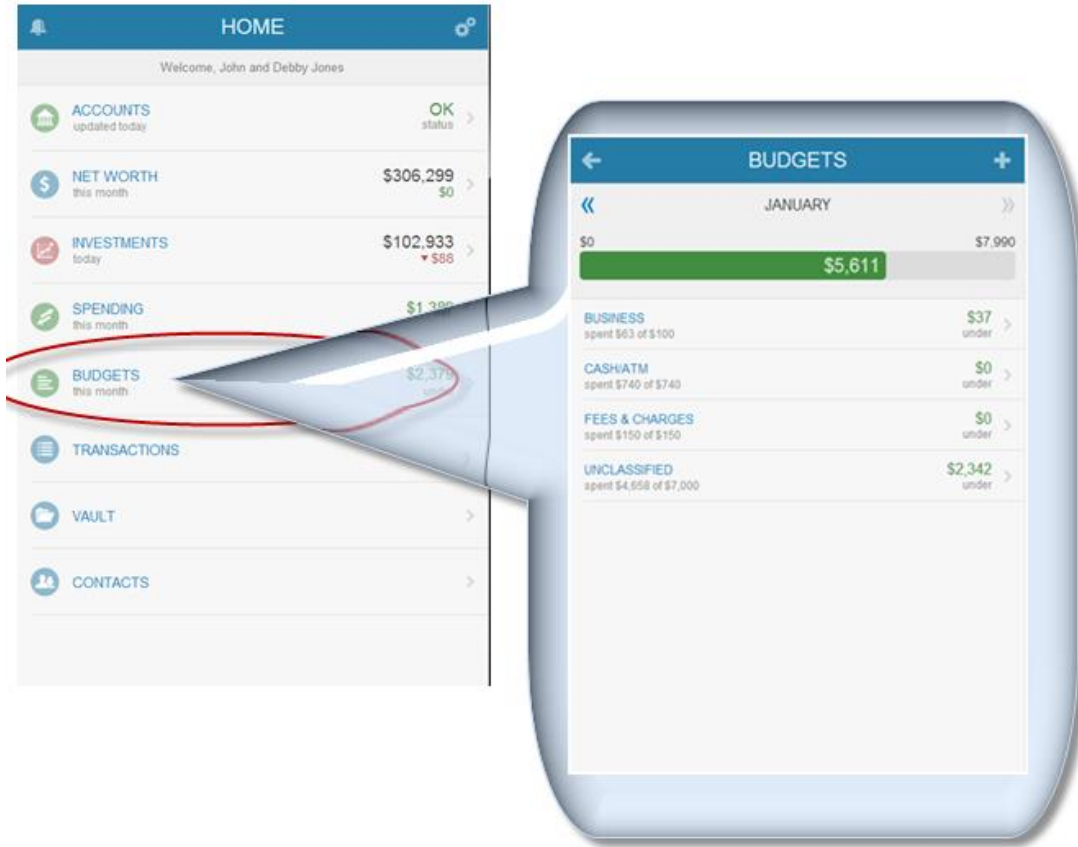 HOME
Welcome, John and Debby Jones
ACCOUNTS
updated today
OK
status
NET WORTH
this month
$306,299
$0
INVESTMENTS
today
$102,933
▼$88
SPENDING
this month
BUDGETS
this month
$2,379
under
TRANSACTIONS
VAULT
CONTACTS
BUDGETS
JANUARY
$0
$7,990
$5,611
BUSINESS
spent $63 of $100
$37
under
CASH/ATM
spent $740 of $740
$0
under
FEES & CHARGES
spent $150 of $150
$0
under
UNCLASSIFIED
spent $4,658 of $7,000
$2,342
under